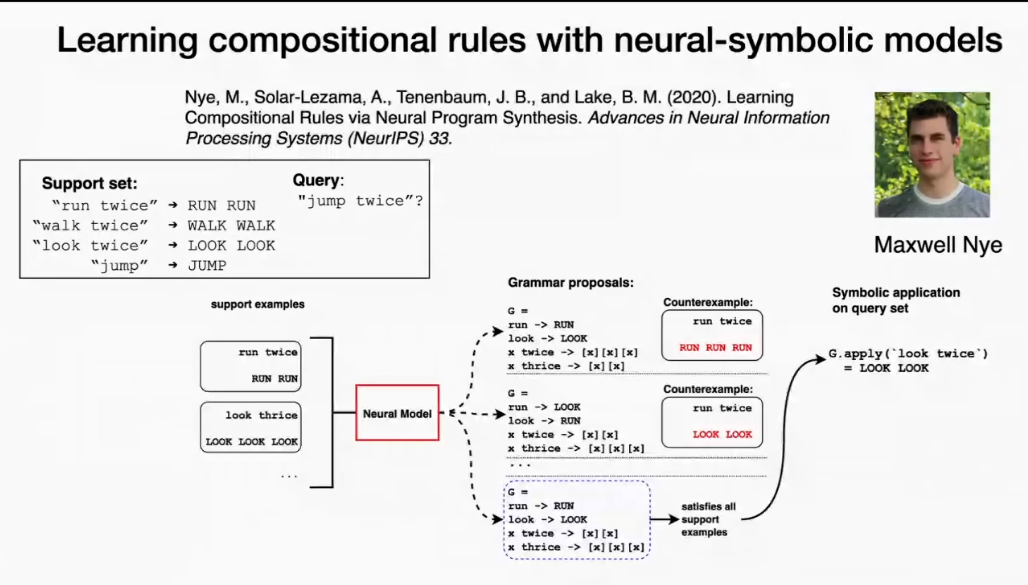 Learning compositional rules with neural-symbolic models
Nye, M., Solar-Lezama, A., Tenenbaum, J. B., and Lake, B. M. (2020). Learning
Compositional Rules via Neural Program Synthesis. Advances in Neural Information
Processing Systems (NeurIPS) 33.
Maxwell Nye
Support set:
"run twice" → RUN RUN
"walk twice" → WALK WALK
"look twice" → LOOK LOOK
"jump" → JUMP
Query:
"jump twice"?
support examples
run twice
RUN RUN
look thrice
LOOK LOOK LOOK
...
Neural Model
Grammar proposals:
G =
run -> RUN
look -> LOOK
x twice -> [x][x][x]
x thrice -> [x][x]
Counterexample:
run twice
RUN RUN RUN
G =
run -> LOOK
look -> RUN
x twice -> [x][x]
x thrice -> [x][x][x]
Counterexample:
run twice
LOOK LOOK
...
G =
run -> RUN
look -> LOOK
x twice -> [x][x]
x thrice -> [x][x][x]
satisfies all
support
examples
Symbolic application
on query set
G.apply(`look twice`)
= LOOK LOOK